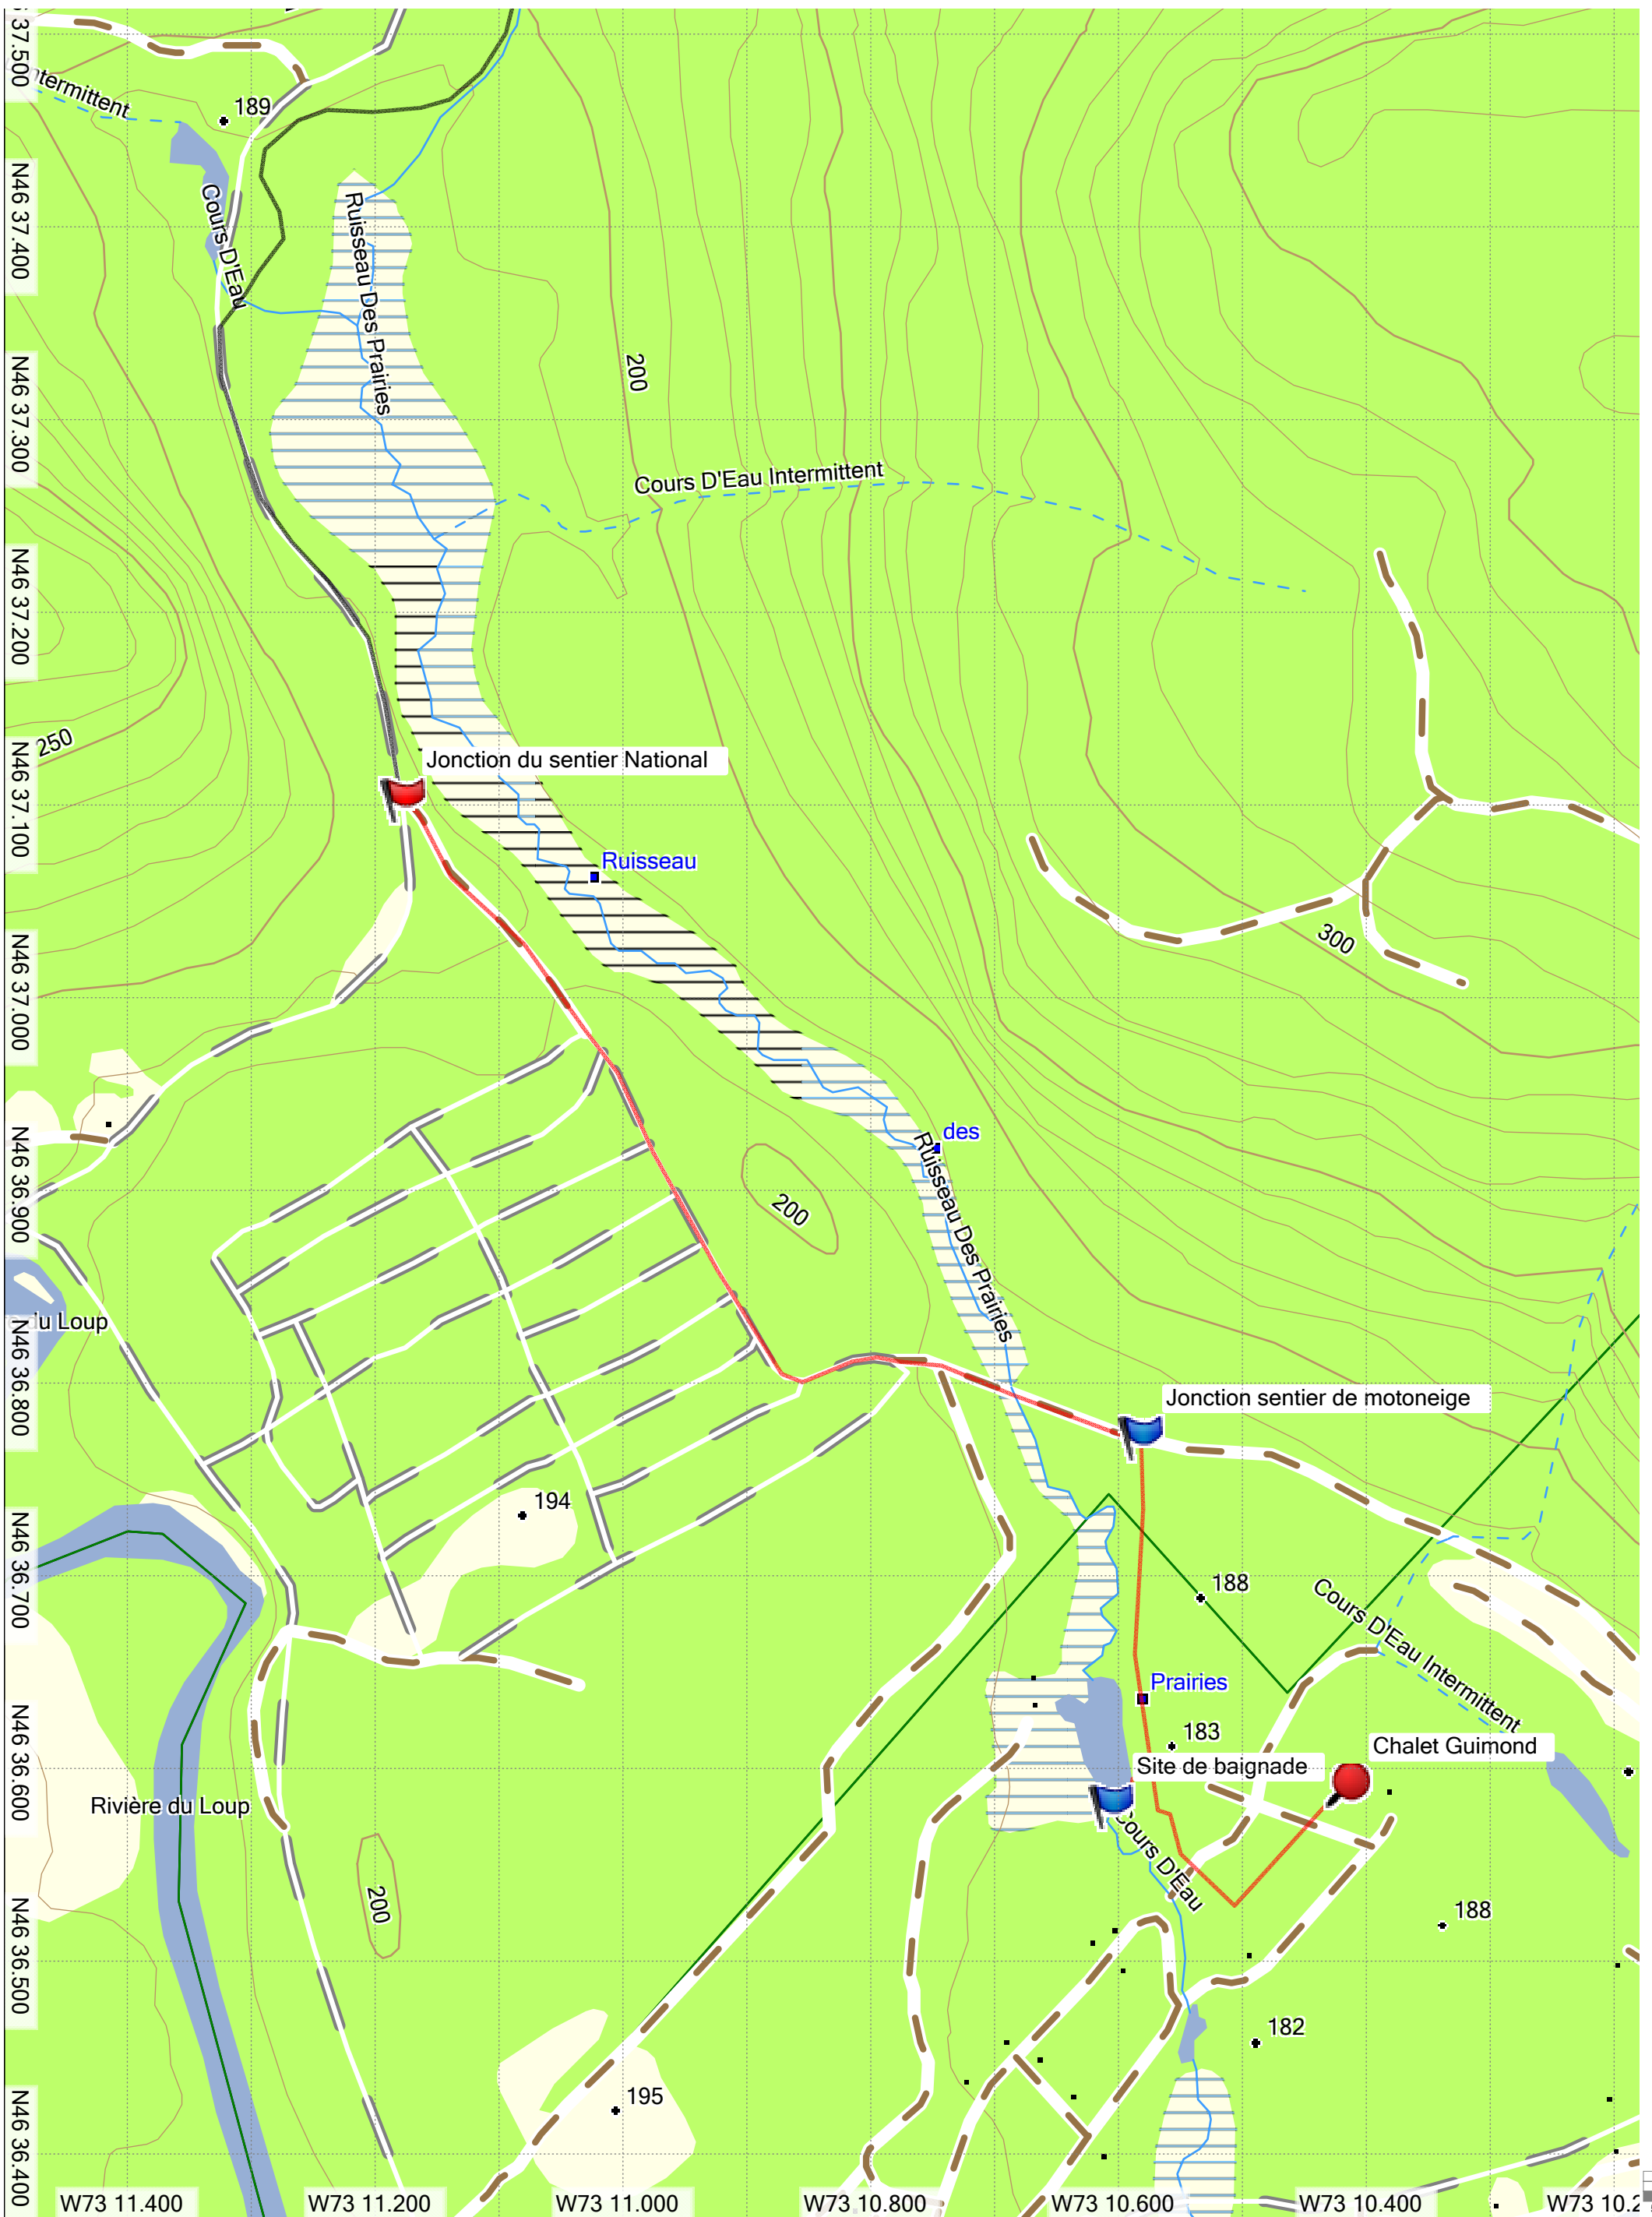 37.500
Intermittent
189
Cours D'Eau
Ruisseau Des Prairies
N46 37.400
200
N46 37.300
Cours D'Eau Intermittent
N46 37.200
250
Jonction du sentier National
N46 37.100
Ruisseau
300
N46 37.000
des
Ruisseau Des Prairies
N46 36.900
200
du Loup
N46 36.800
Jonction sentier de motoneige
194
N46 36.700
188
Cours D'Eau Intermittent
Prairies
183
Chalet Guimond
Site de baignade
N46 36.600
Rivière du Loup
Cours D'Eau
200
188
N46 36.500
182
195
N46 36.400
W73 11.400
W73 11.200
W73 11.000
W73 10.800
W73 10.600
W73 10.400
W73 10.2